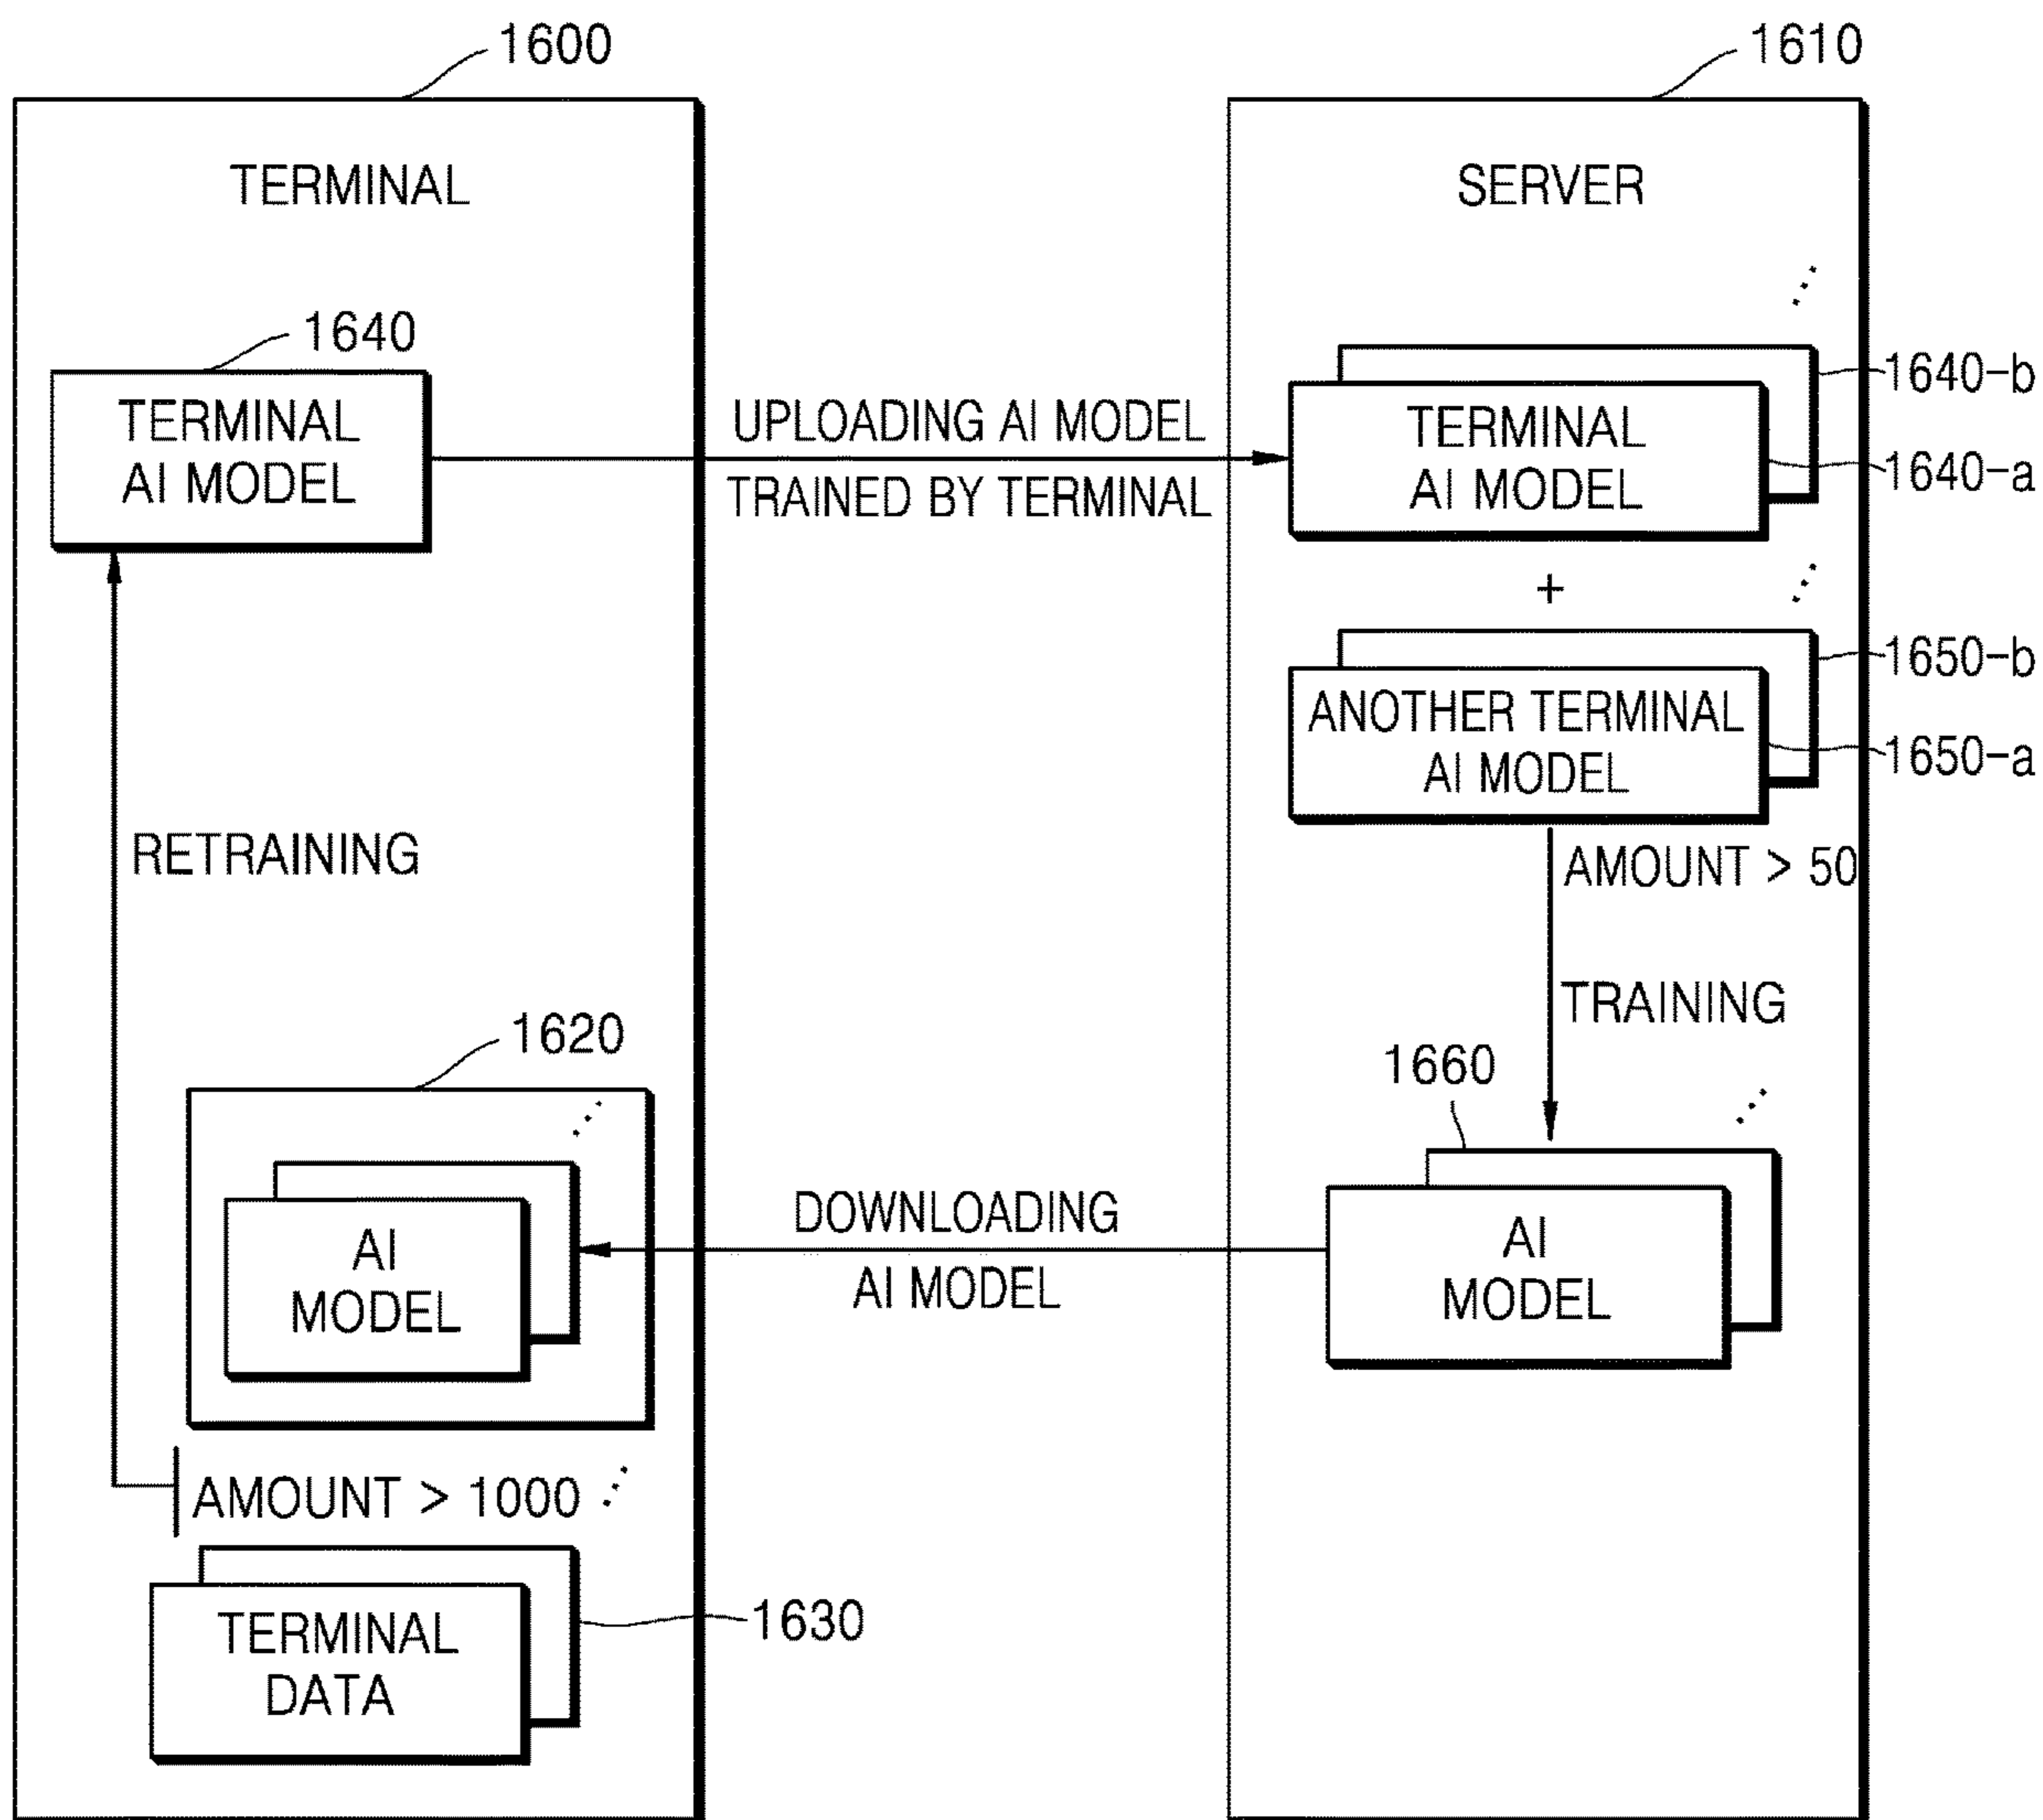 1600
1610
TERMINAL
SERVER
1640
TERMINAL
AI MODEL
UPLOADING AI MODEL
TRAINED BY TERMINAL
TERMINAL
AI MODEL
1640-b
1640-a
+
ANOTHER TERMINAL
AI MODEL
1650-b
1650-a
RETRAINING
AMOUNT > 50
TRAINING
1620
1660
AI
MODEL
DOWNLOADING
AI MODEL
AI
MODEL
AMOUNT > 1000
TERMINAL
DATA
1630